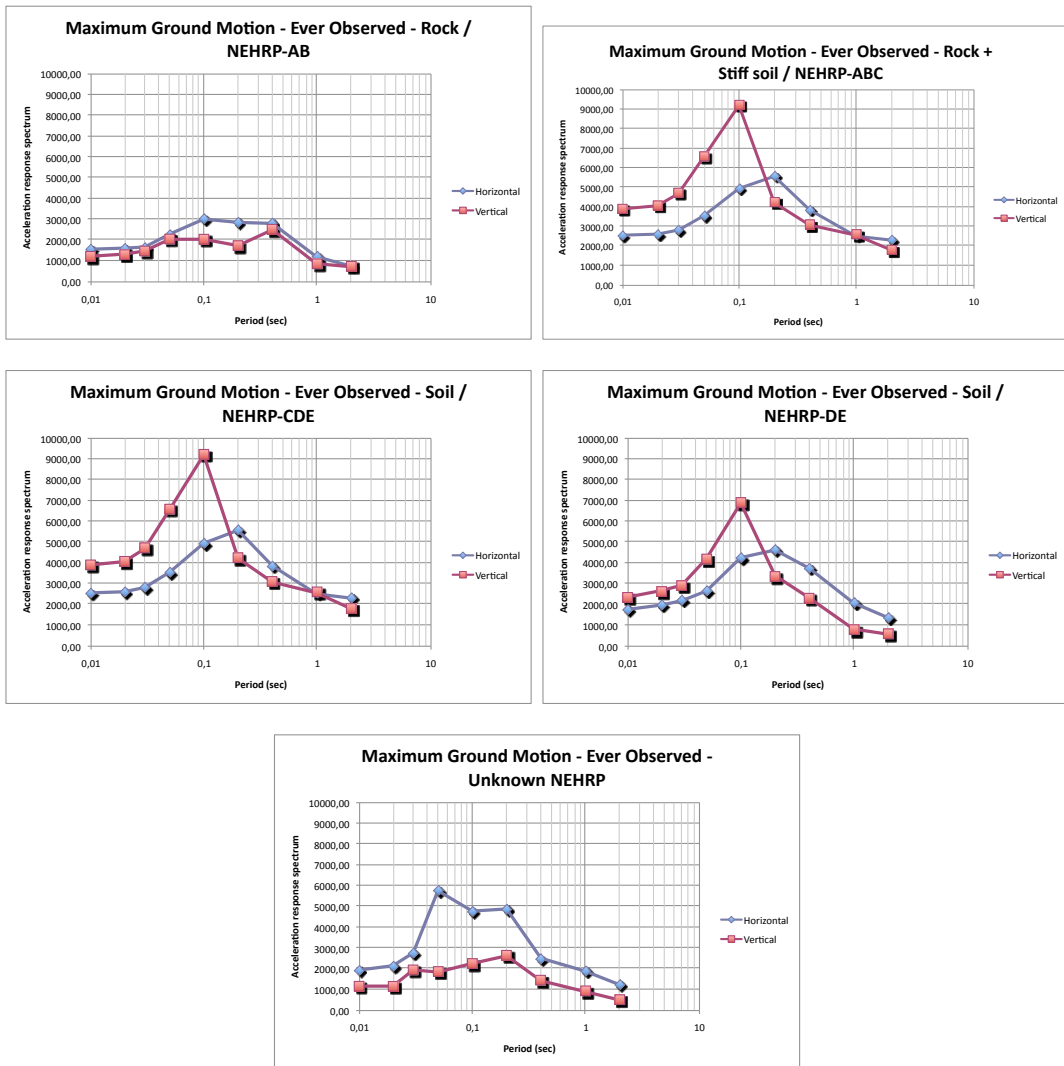 Maximum Ground Motion - Ever Observed - Rock /
NEHRP-AB
Acceleration response spectrum
10000,00
9000,00
8000,00
7000,00
6000,00
5000,00
4000,00
3000,00
2000,00
1000,00
0,00
0,01
0,1
1
10
Period (sec)
Horizontal
Vertical
Maximum Ground Motion - Ever Observed - Rock +
Stiff soil / NEHRP-ABC
Acceleration response spectrum
10000,00
9000,00
8000,00
7000,00
6000,00
5000,00
4000,00
3000,00
2000,00
1000,00
0,00
0,01
0,1
1
10
Period (sec)
Horizontal
Vertical
Maximum Ground Motion - Ever Observed - Soil /
NEHRP-CDE
Acceleration response spectrum
10000,00
9000,00
8000,00
7000,00
6000,00
5000,00
4000,00
3000,00
2000,00
1000,00
0,00
0,01
0,1
1
10
Period (sec)
Horizontal
Vertical
Maximum Ground Motion - Ever Observed - Soil /
NEHRP-DE
Acceleration response spectrum
10000,00
9000,00
8000,00
7000,00
6000,00
5000,00
4000,00
3000,00
2000,00
1000,00
0,00
0,01
0,1
1
10
Period (sec)
Horizontal
Vertical
Maximum Ground Motion - Ever Observed -
Unknown NEHRP
Acceleration response spectrum
10000,00
9000,00
8000,00
7000,00
6000,00
5000,00
4000,00
3000,00
2000,00
1000,00
0,00
0,01
0,1
1
10
Period (sec)
Horizontal
Vertical